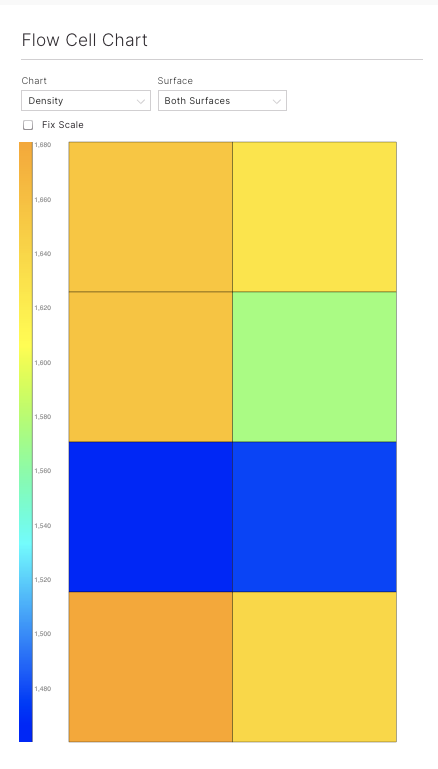 Flow Cell Chart
Chart
Surface
Density
Both Surfaces
Fix Scale
1,680
1,660
1,640
1,620
1,600
1,580
1,560
1,540
1,520
1,500
1,480